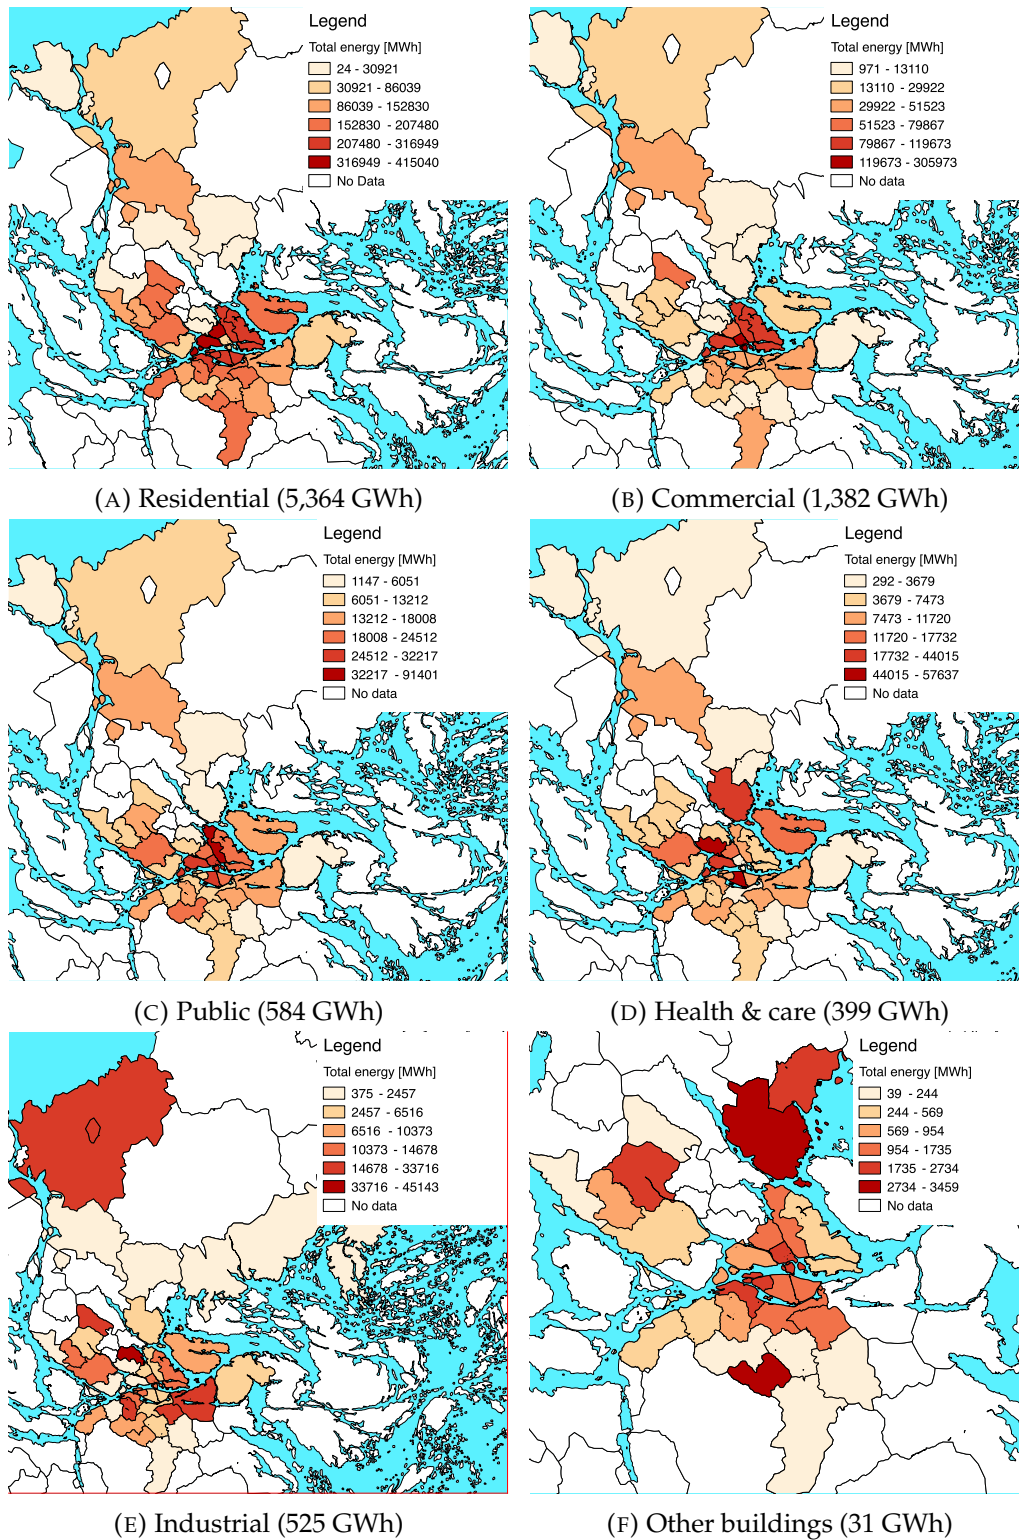 Legend
Total energy [MWh]
24 - 30921
30921 - 86039
86039 - 152830
152830 - 207480
207480 - 316949
316949 - 415040
No Data
(A) Residential (5,364 GWh)
Legend
Total energy [MWh]
971 - 13110
13110 - 29922
29922 - 51523
51523 - 79867
79867 - 119673
119673 - 305973
No Data
(B) Commercial (1,382 GWh)
Legend
Total energy [MWh]
1147 - 6051
6051 - 13212
13212 - 18008
18008 - 24512
24512 - 32217
32217 - 91401
No data
(C) Public (584 GWh)
Legend
Total energy [MWh]
292 - 3679
3679 - 7473
7473 - 11720
11720 - 17732
17732 - 44015
44015 - 57637
No data
(D) Health & care (399 GWh)
Legend
Total energy [MWh]
375 - 2457
2457 - 6516
6516 - 10373
10373 - 14678
14678 - 33716
33716 - 45143
No data
(E) Industrial (525 GWh)
Legend
Total energy [MWh]
39 - 244
244 - 569
569 - 954
954 - 1735
1735 - 2734
2734 - 3459
No data
(F) Other buildings (31 GWh)